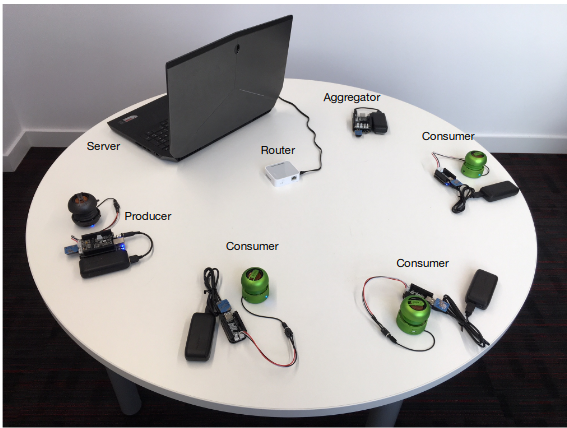 Aggregator
Consumer
Server
Router
Producer
Consumer
Consumer